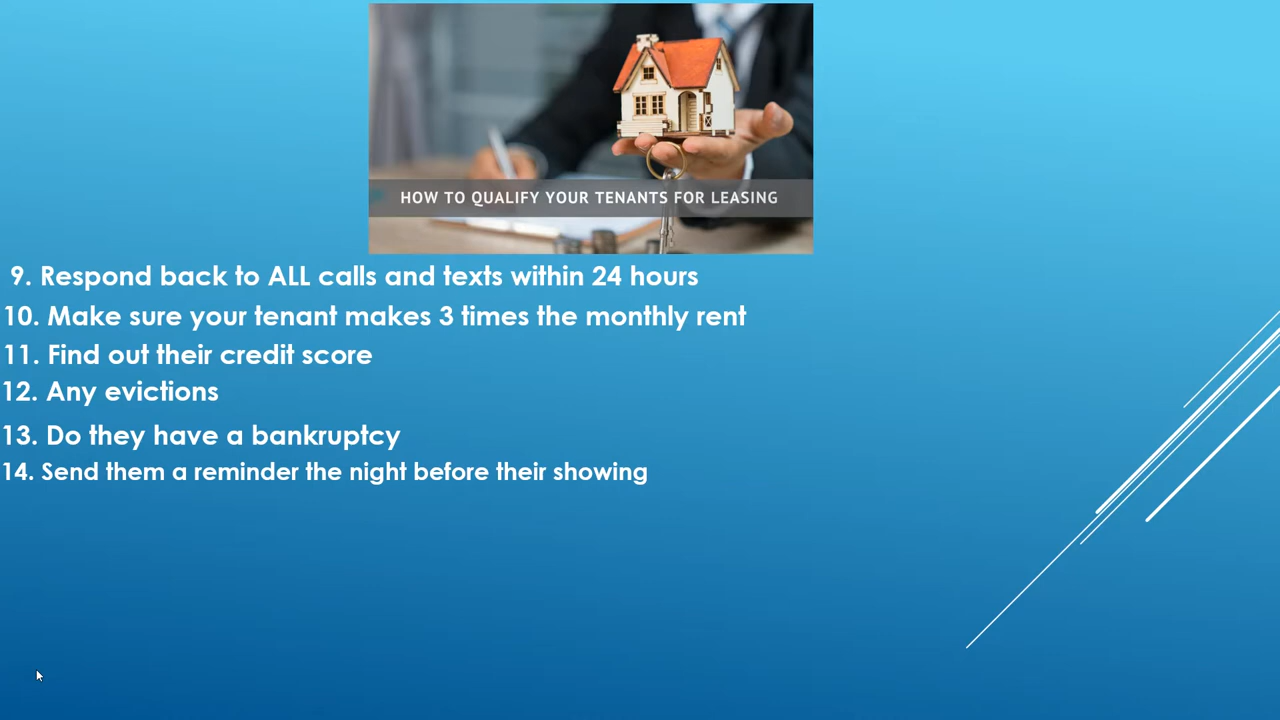 HOW TO QUALIFY YOUR TENANTS FOR LEASING
9. Respond back to ALL calls and texts within 24 hours
10. Make sure your tenant makes 3 times the monthly rent
11. Find out their credit score
12. Any evictions
13. Do they have a bankruptcy
14. Send them a reminder the night before their showing